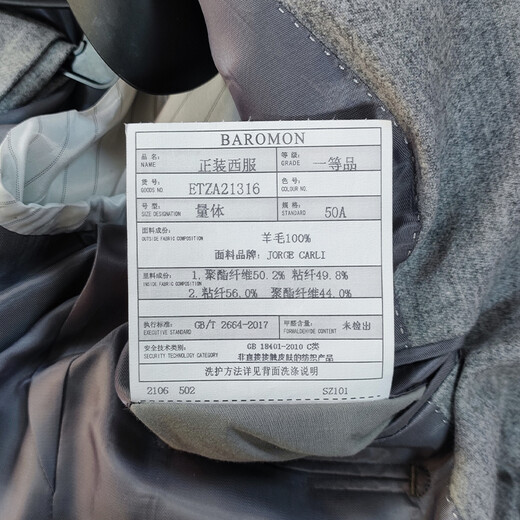 BAROMON
品名: NAME 正装西服 等级: GRADE 一等品
货号: GOODS NO. ETZA21316 色号: COLOUR NO.
号型: SIZE DESIGNATION 量体 规格: STANDARD 50A
面料成份: OUTSIDE FABRIC COMPOSITION 羊毛100%
面料品牌: JORGE CARLI
里料成份: INSIDE FABRIC COMPOSITION 1.聚酯纤维50.2% 粘纤49.8%
2.粘纤56.0% 聚酯纤维44.0%
执行标准: EXECUTIVE STANDARD GB/T 2664-2017 甲醛含量: FORMALDEHYDE CONTENT 未检出
安全技术类别: SECURITY TECHNOLOGY CATEGORY GB 18401-2010 C类
非直接接触皮肤的纺织产品
洗护方法详见背面洗涤说明
2106 502 SZ101